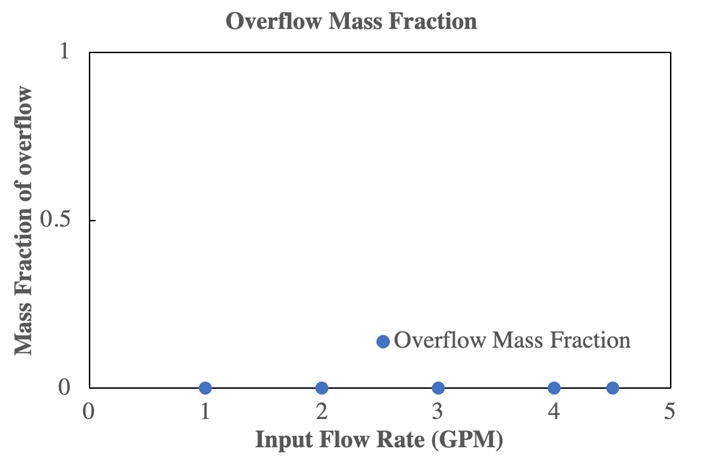 Overflow Mass Fraction
1
Mass Fraction of overflow
0.5
Overflow Mass Fraction
0
0 1 2 3 4 5
Input Flow Rate (GPM)